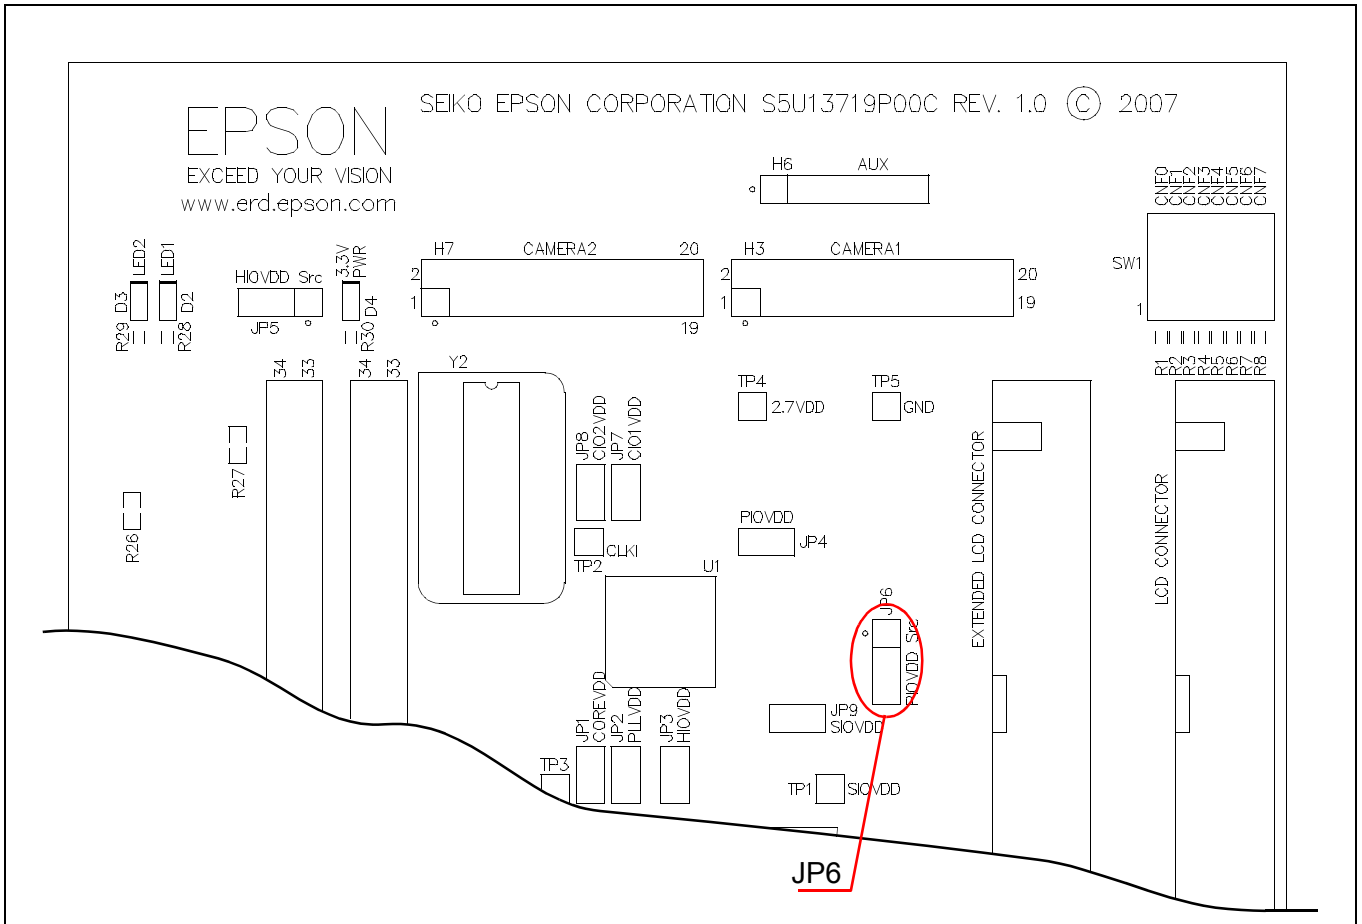 SEIKO EPSON CORPORATION S5U13719P00C REV. 1.0 © 2007
EPSON
EXCEED YOUR VISION
www.erd.epson.com
H6 AUX
CNF0
CNF1
CNF2
CNF3
CNF4
CNF5
CNF6
CNF7
LED2
LED1
3.3V
PWR
H7 CAMERA2 20
H3 CAMERA1
HIOVDD Src
2
2
20
SW1
D3
D2
D4
1
1
19
1
JP5
19
R29
R28
R30
34
33
34
33
Y2
R1
R2
R3
R4
R5
R6
R7
R8
TP4
TP5
2.7VDD
GND
JP8
CIO2VDD
JP7
CIO1VDD
R27
EXTENDED LCD CONNECTOR
LCD CONNECTOR
PIOVDD
JP4
R26
CLKI
TP2
U1
JP6
PIOVDD Src
JP1
COREVDD
JP2
PLLVDD
JP3
HIOVDD
JP9
SIOVDD
TP3
TP1
SIOVDD
JP6